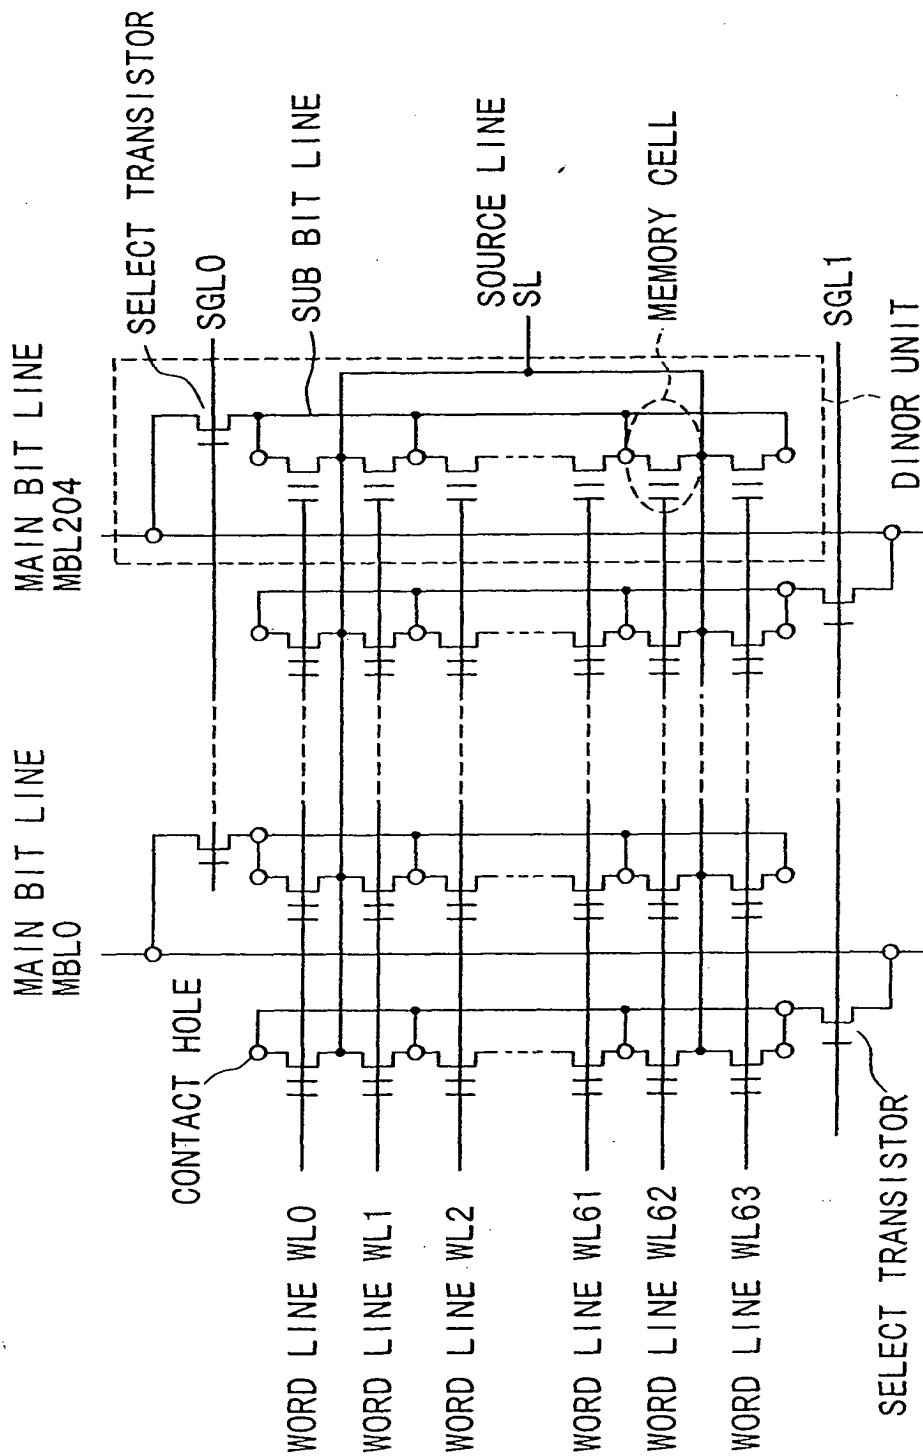 MAIN BIT LINE
MBL0
MAIN BIT LINE
MBL204
SELECT TRANSISTOR
SGL0
SUB BIT LINE
SOURCE LINE
SL
MEMORY CELL
SGL1
DINOR UNIT
CONTACT HOLE
WORD LINE WL0
WORD LINE WL1
WORD LINE WL2
WORD LINE WL61
WORD LINE WL62
WORD LINE WL63
SELECT TRANSISTOR